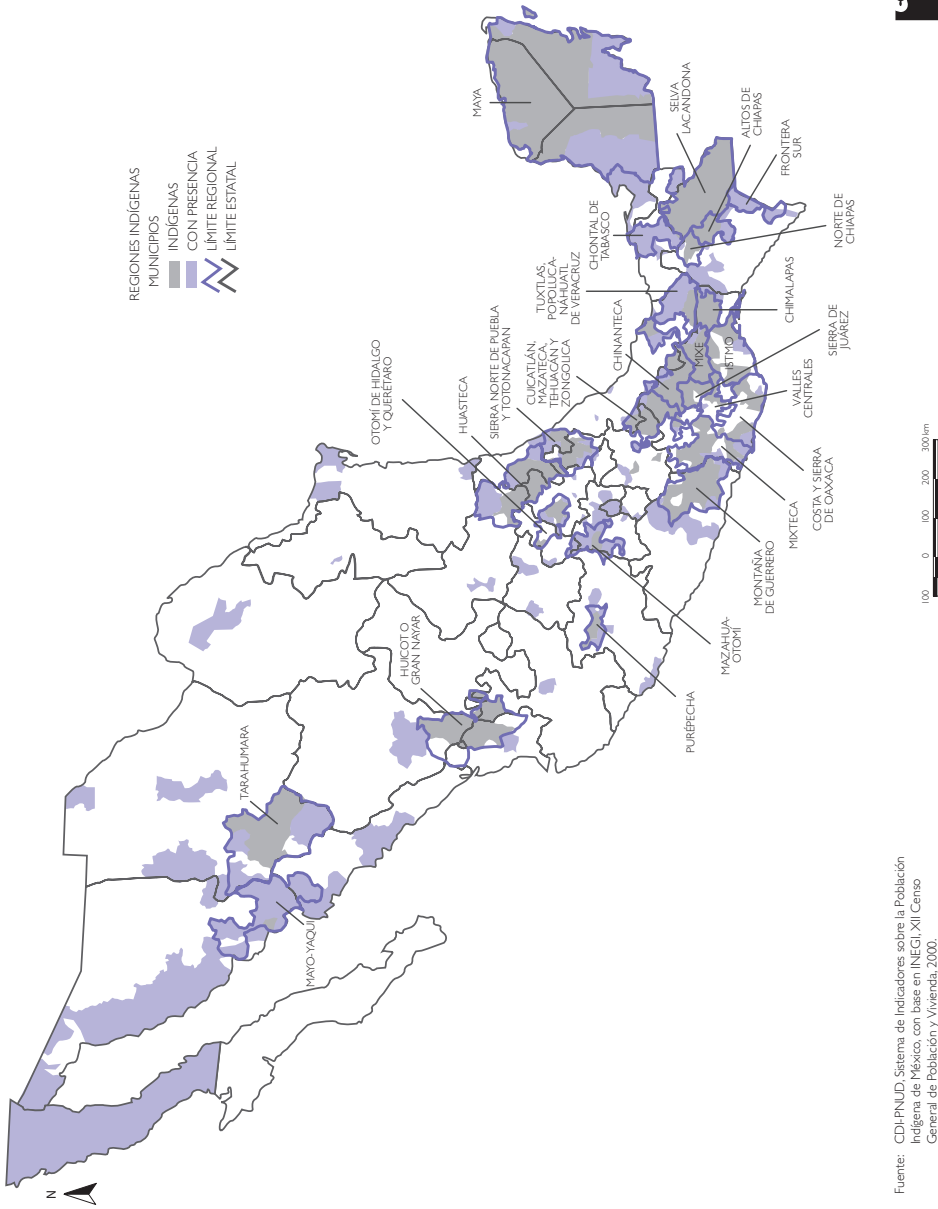 REGIONES INDÍGENAS
MUNICIPIOS
INDÍGENAS
CON PRESENCIA
LÍMITE REGIONAL
LÍMITE ESTATAL
MAYA
SELVA
LACANDONA
ALTOS DE
CHIAPAS
FRONTERA
SUR
NORTE DE
CHIAPAS
CHONTAL DE
TABASCO
TUXTLAS,
POPOLUCA-
NÁHUATL
DE VERACRUZ
CHIMALAPAS
CHINANTECA
MIXE
ISTMO
SIERRA DE
JUÁREZ
VALLES
CENTRALES
CUICATLÁN,
MAZATECA,
TEHUACÁN Y
ZONGOLICA
SIERRA NORTE DE PUEBLA
Y TOTONACAPAN
HUASTECA
OTOMÍ DE HIDALGO
Y QUERÉTARO
COSTA Y SIERRA
DE OAXACA
MIXTECA
MONTAÑA
DE GUERRERO
MAZAHUA-
OTOMÍ
PURÉPECHA
HUICOT O
GRAN NAYAR
TARAHUMARA
MAYO-YAQUI
N
100 0 100 200 300 km
Fuente: CDI-PNUD, Sistema de Indicadores sobre la Población
Indígena de México, con base en INEGI, XII Censo
General de Población y Vivienda, 2000.